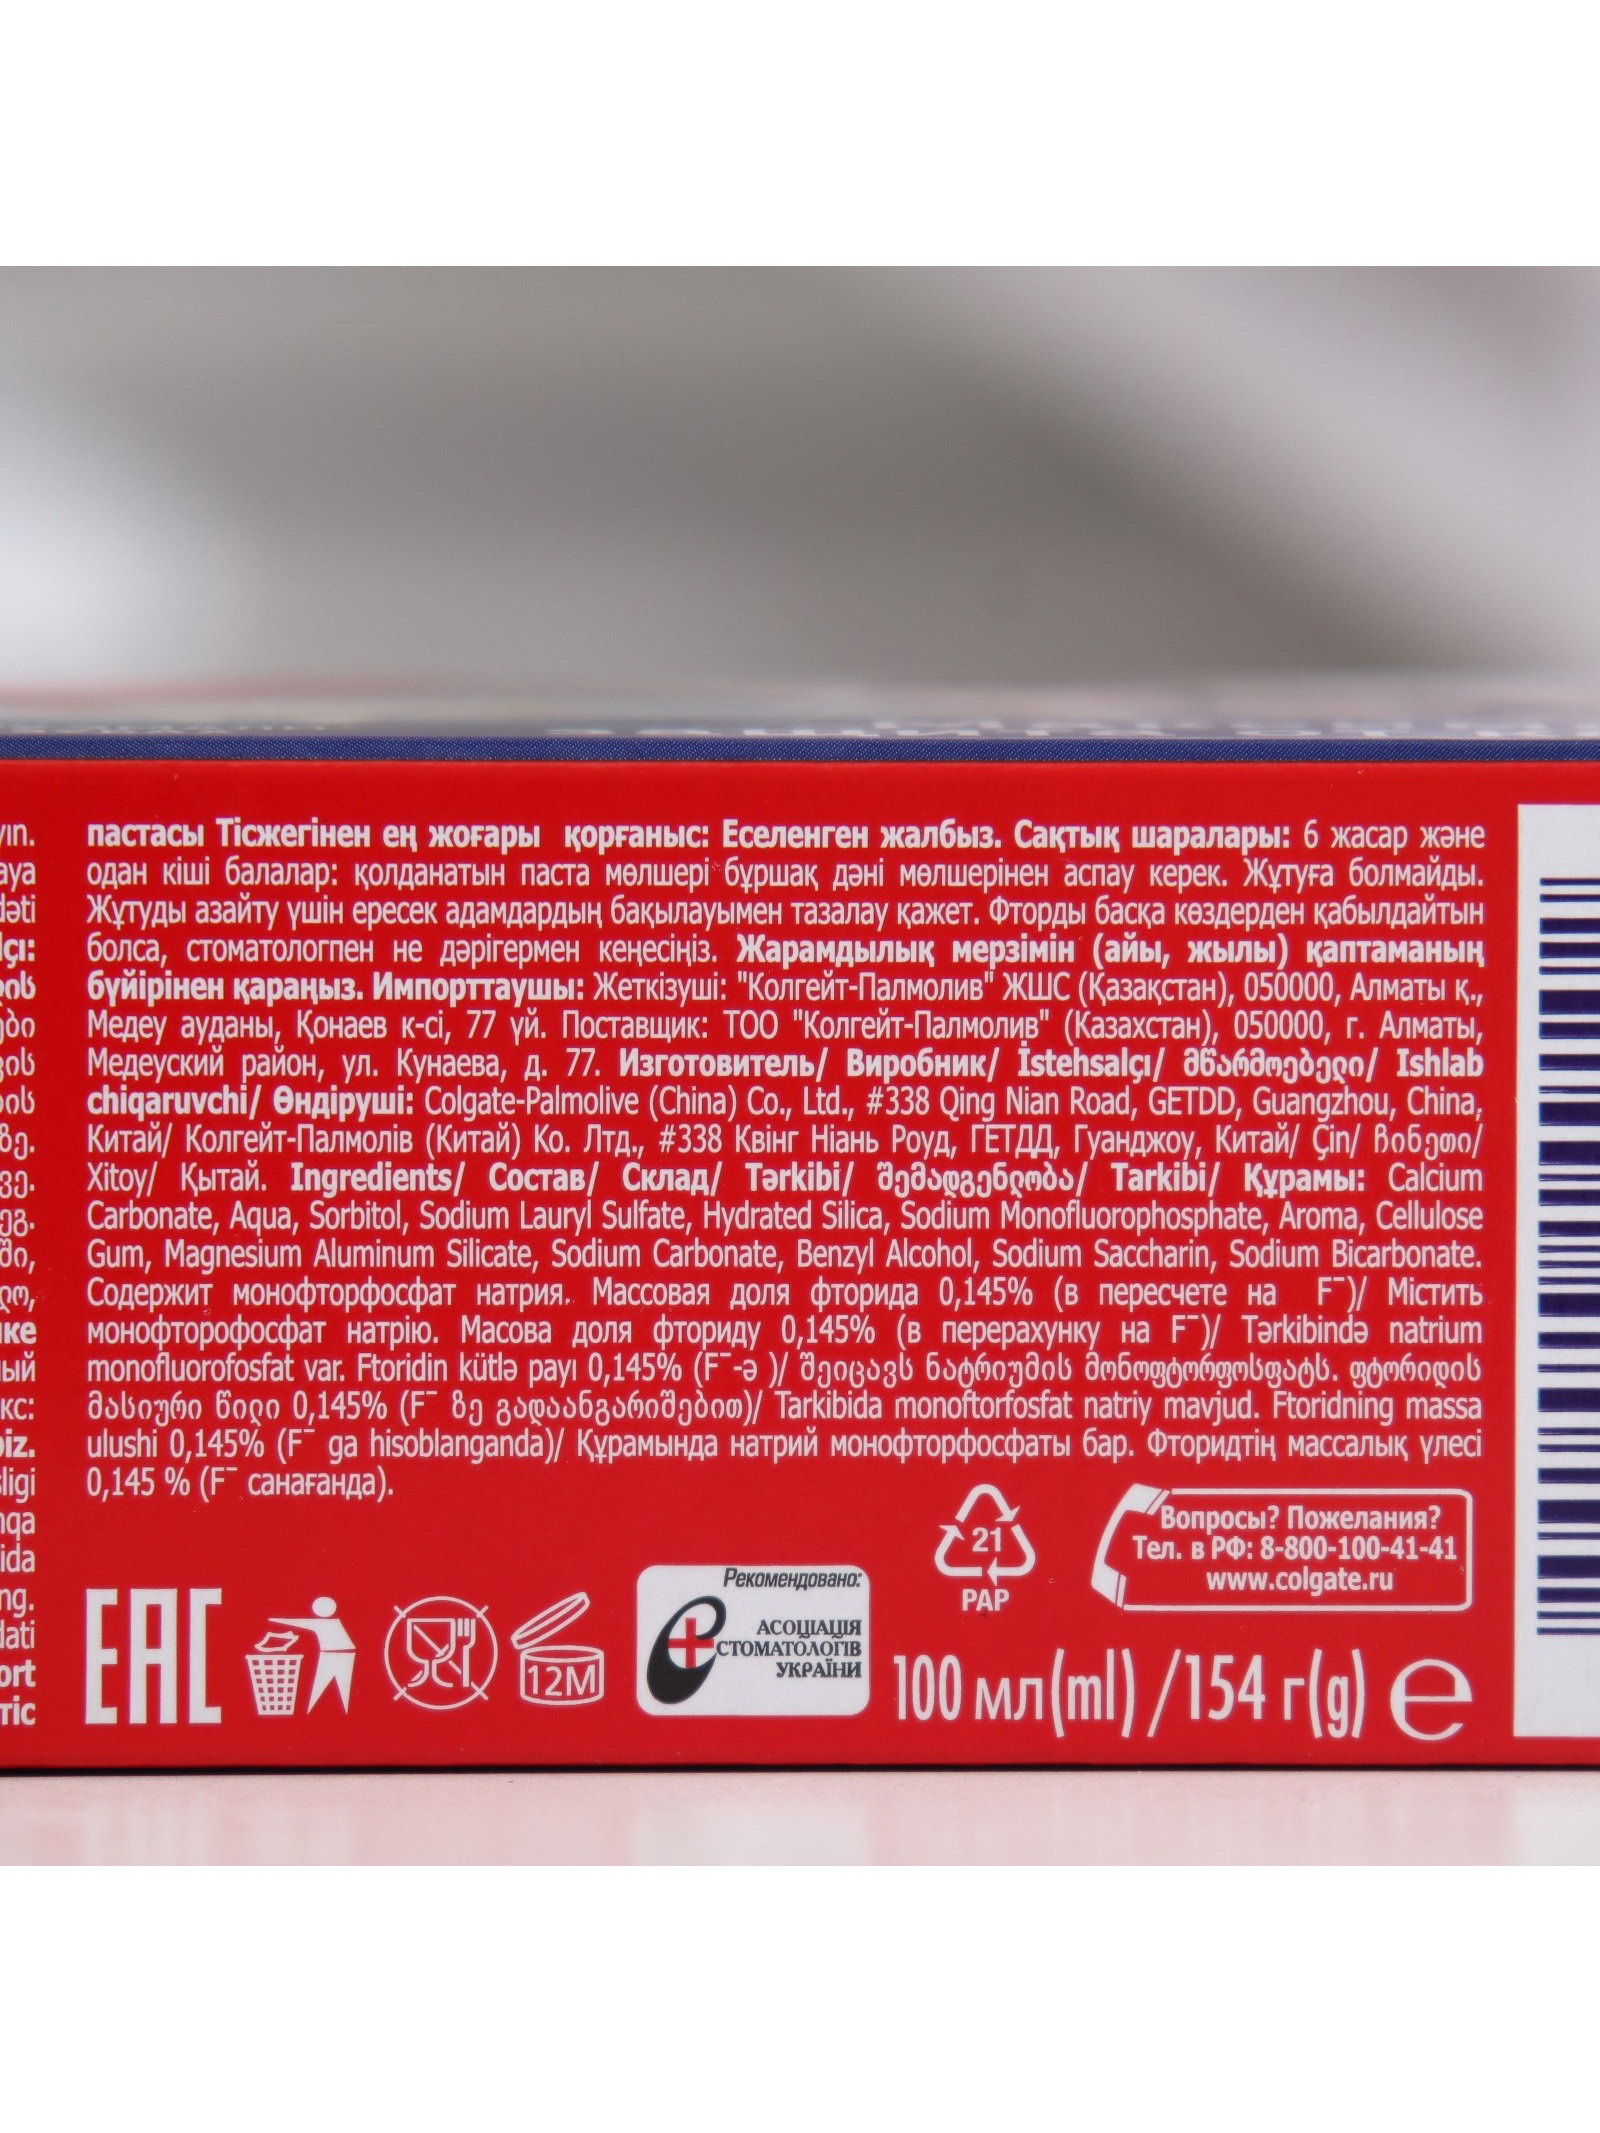 пастасы Тісжегінен ең жоғары қорғаныс: Еселенген жалбыз. Сақтық шаралары: 6 жасар және
одан кіші балалар: қолданатын паста мөлшері бұршақ дәні мөлшерінен аспау керек. Жұтуға болмайды.
Жұтуды азайту үшін ересек адамдардың бақылауымен тазалау қажет. Фторды басқа көздерден қабылдайтын
болса, стоматологпен не дәрігермен кеңесіңіз. Жарамдылық мерзімін (айы, жылы) қаптаманың
бүйірінен қараңыз. Импорттаушы: Жеткізуші: "Колгейт-Палмолив" ЖШС (Қазақстан), 050000, Алматы қ.,
Медеу ауданы, Қонаев к-сі, 77 үй. Поставщик: ТОО "Колгейт-Палмолив" (Казахстан), 050000, г. Алматы,
Медеуский район, ул. Кунаева, д. 77. Изготовитель/ Виробник/ İstehsalçı/ მწარმოებელი/ Ishlab
chiqaruvchi/ Өндіруші: Colgate-Palmolive (China) Co., Ltd., #338 Qing Nian Road, GETDD, Guangzhou, China,
Китай/ Колгейт-Палмолів (Китай) Ко. Лтд., #338 Квінг Ніань Роуд, ГЕТДД, Гуанджоу, Китай/ Çin/ ჩინეთი/
Xitoy/ Қытай. Ingredients/ Состав/ Склад/ Tərkibi/ შემადგენლობა/ Tarkibi/ Құрамы: Calcium
Carbonate, Aqua, Sorbitol, Sodium Lauryl Sulfate, Hydrated Silica, Sodium Monofluorophosphate, Aroma, Cellulose
Gum, Magnesium Aluminum Silicate, Sodium Carbonate, Benzyl Alcohol, Sodium Saccharin, Sodium Bicarbonate.
Содержит монофторфосфат натрия. Массовая доля фторида 0,145% (в пересчете на F⁻)/ Містить
монофторофосфат натрію. Масова доля фториду 0,145% (в перерахунку на F⁻)/ Tərkibində natrium
monofluorofosfat var. Ftoridin kütlə payı 0,145% (F⁻-ə )/ შეიცავს ნატრიუმის მონოფტორფოსფატს. ფტორიდის
მასიური წილი 0,145% (F⁻ ზე გადაანგარიშებით)/ Tarkibida monoftorfosfat natriy mavjud. Ftoridning massa
ulushi 0,145% (F⁻ ga hisoblanganda)/ Құрамында натрий монофторфосфаты бар. Фторидтің массалық үлесі
0,145 % (F⁻ санағанда).
21
PAP
Вопросы? Пожелания?
Тел. в РФ: 8-800-100-41-41
www.colgate.ru
EAC
12M
Рекомендовано:
АСОЦІАЦІЯ
СТОМАТОЛОГІВ
УКРАЇНИ
100 мл(ml) /154 г(g) ℮